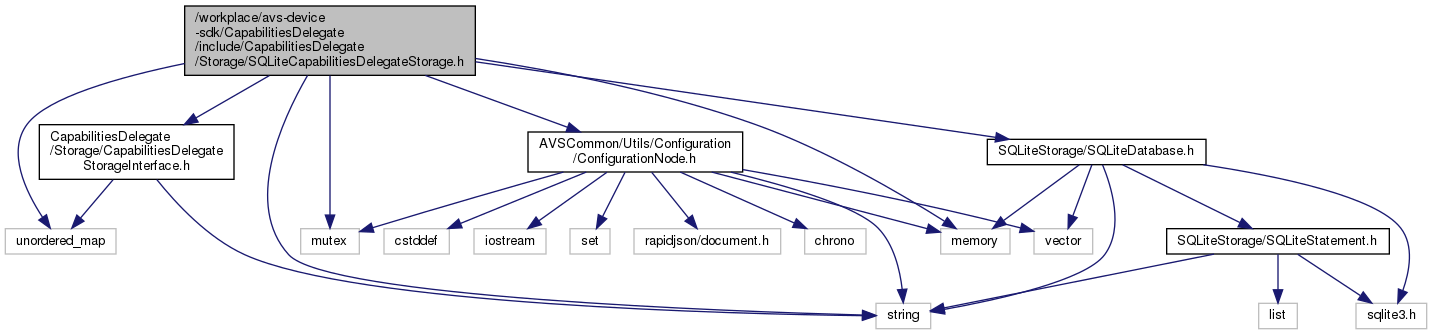 /workplace/avs-device
-sdk/CapabilitiesDelegate
/include/CapabilitiesDelegate
/Storage/SQLiteCapabilitiesDelegateStorage.h
CapabilitiesDelegate
/Storage/CapabilitiesDelegate
StorageInterface.h
AVSCommon/Utils/Configuration
/ConfigurationNode.h
SQLiteStorage/SQLiteDatabase.h
unordered_map
mutex
cstddef
iostream
set
rapidjson/document.h
chrono
memory
vector
SQLiteStorage/SQLiteStatement.h
string
list
sqlite3.h